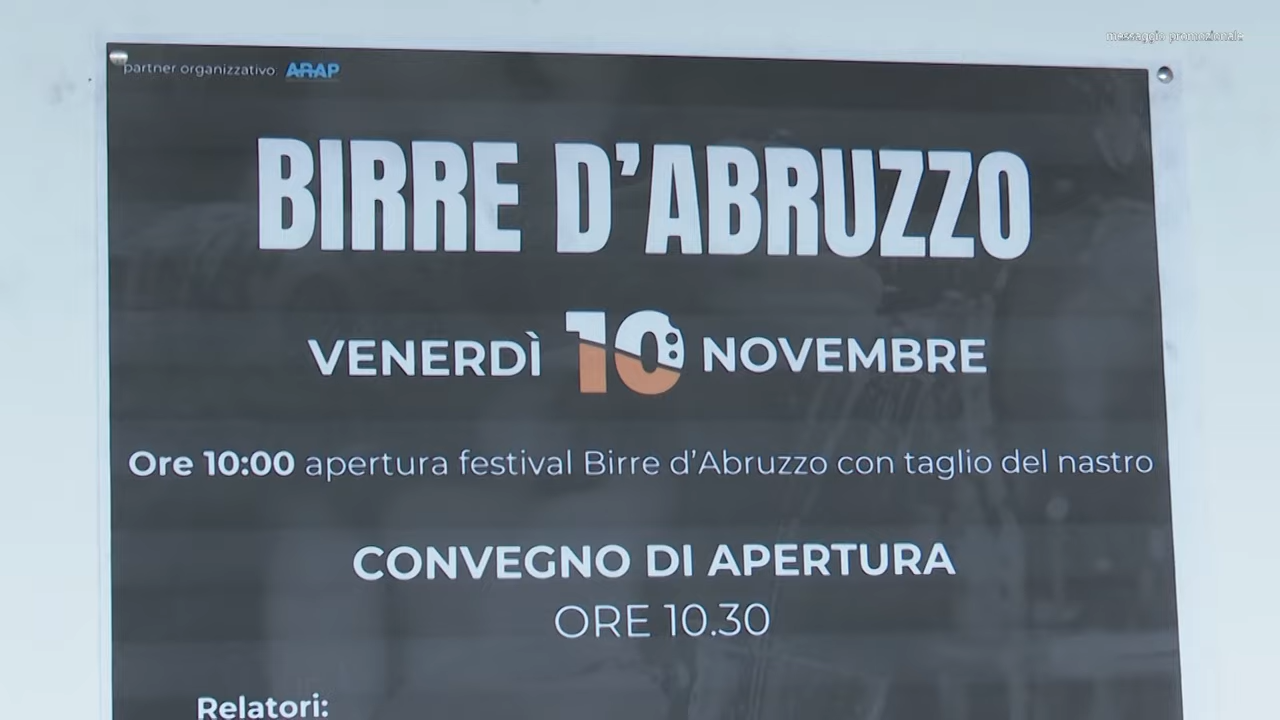 messaggio promozionale
partner organizzativo ARAP
BIRRE D'ABRUZZO
VENERDÌ 10 NOVEMBRE
Ore 10:00 apertura festival Birre d'Abruzzo con taglio del nastro
CONVEGNO DI APERTURA
ORE 10.30
Relatori: